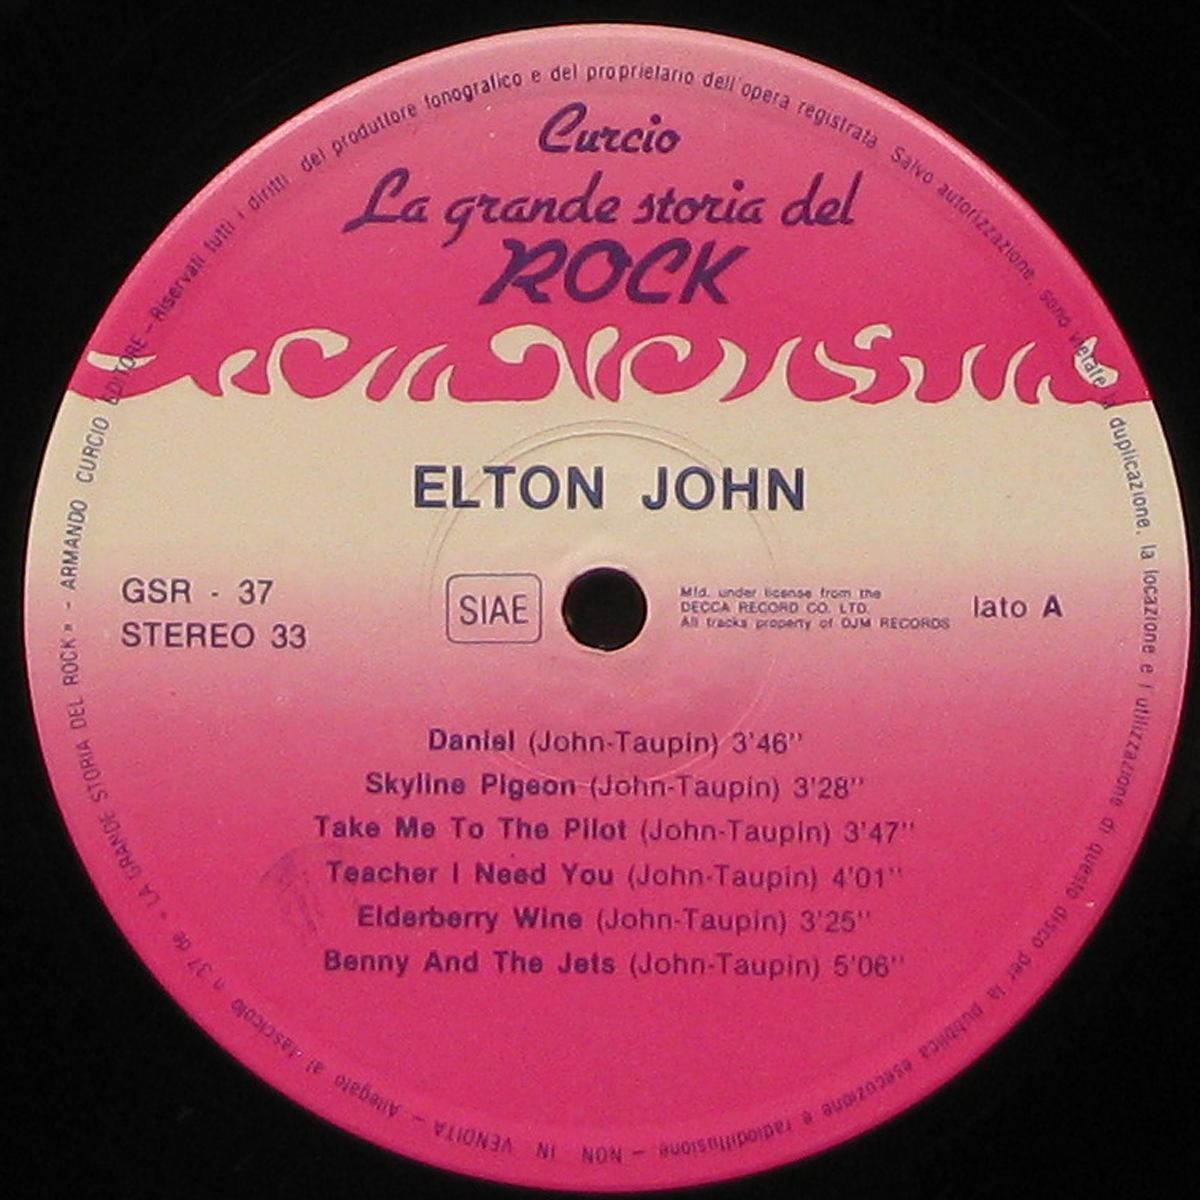 Curcio
La grande storia del
ROCK
ELTON JOHN
GSR - 37
STEREO 33
SIAE
Mfd. under license from the
DECCA RECORD CO. LTD.
All tracks property of DJM RECORDS
lato A
Daniel (John-Taupin) 3'46''
Skyline Pigeon (John-Taupin) 3'28''
Take Me To The Pilot (John-Taupin) 3'47''
Teacher I Need You (John-Taupin) 4'01''
Elderberry Wine (John-Taupin) 3'25''
Benny And The Jets (John-Taupin) 5'06''
Allegato al fascicolo n 37 de « LA GRANDE STORIA DEL ROCK » - ARMANDO CURCIO EDITORE - Riservati tutti i diritti del produttore fonografico e del proprietario dell'opera registrata Salvo autorizzazione, sono vietate la duplicazione, la locazione e l'utilizzazione di questo disco per la pubblica esecuzione e radiodiffusione — NON IN VENDITA —